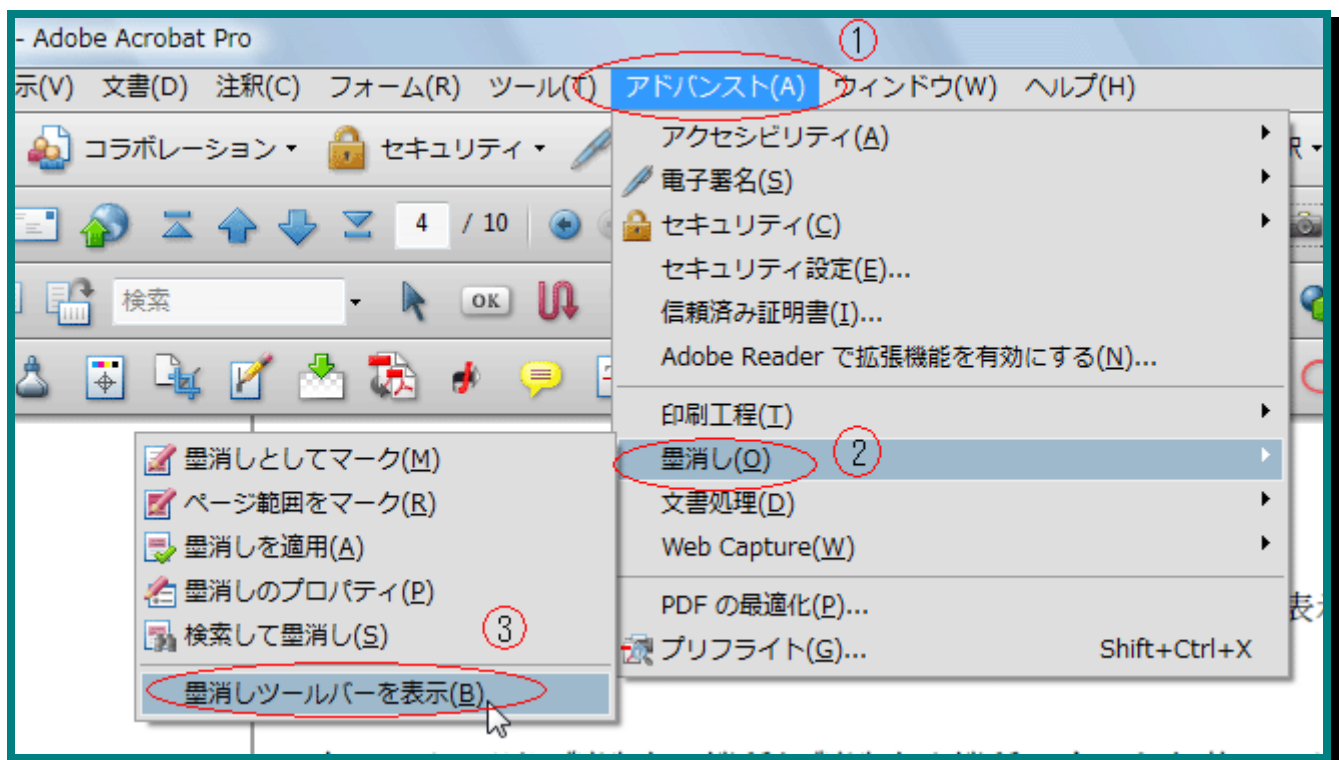 - Adobe Acrobat Pro
①
示(V) 文書(D) 注釈(C) フォーム(R) ツール(T) アドバンスト(A) ウィンドウ(W) ヘルプ(H)
コラボレーション セキュリティ
4 / 10
検索
OK
アクセシビリティ(A)
電子署名(S)
セキュリティ(C)
セキュリティ設定(E)...
信頼済み証明書(I)...
Adobe Reader で拡張機能を有効にする(N)...
印刷工程(T)
墨消し(O) ②
文書処理(D)
Web Capture(W)
PDF の最適化(P)...
プリフライト(G)... Shift+Ctrl+X
墨消しとしてマーク(M)
ページ範囲をマーク(R)
墨消しを適用(A)
墨消しのプロパティ(P)
検索して墨消し(S) ③
墨消しツールバーを表示(B)